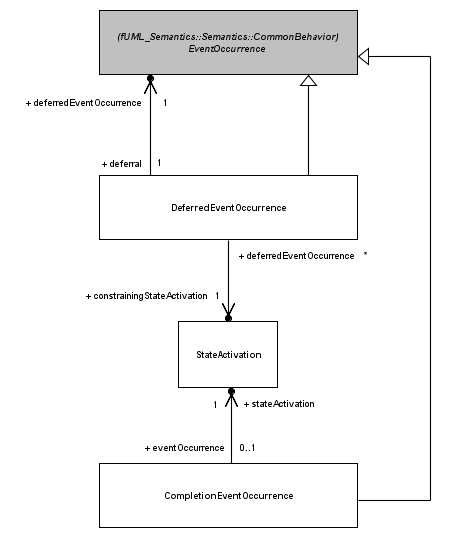 (fUML_Semantics::Semantics::CommonBehavior)
EventOccurrence
+ deferredEventOccurrence 1
+ deferral 1
DeferredEventOccurrence
+ deferredEventOccurrence *
+ constrainingStateActivation 1
StateActivation
1 + stateActivation
+ eventOccurrence 0..1
CompletionEventOccurrence